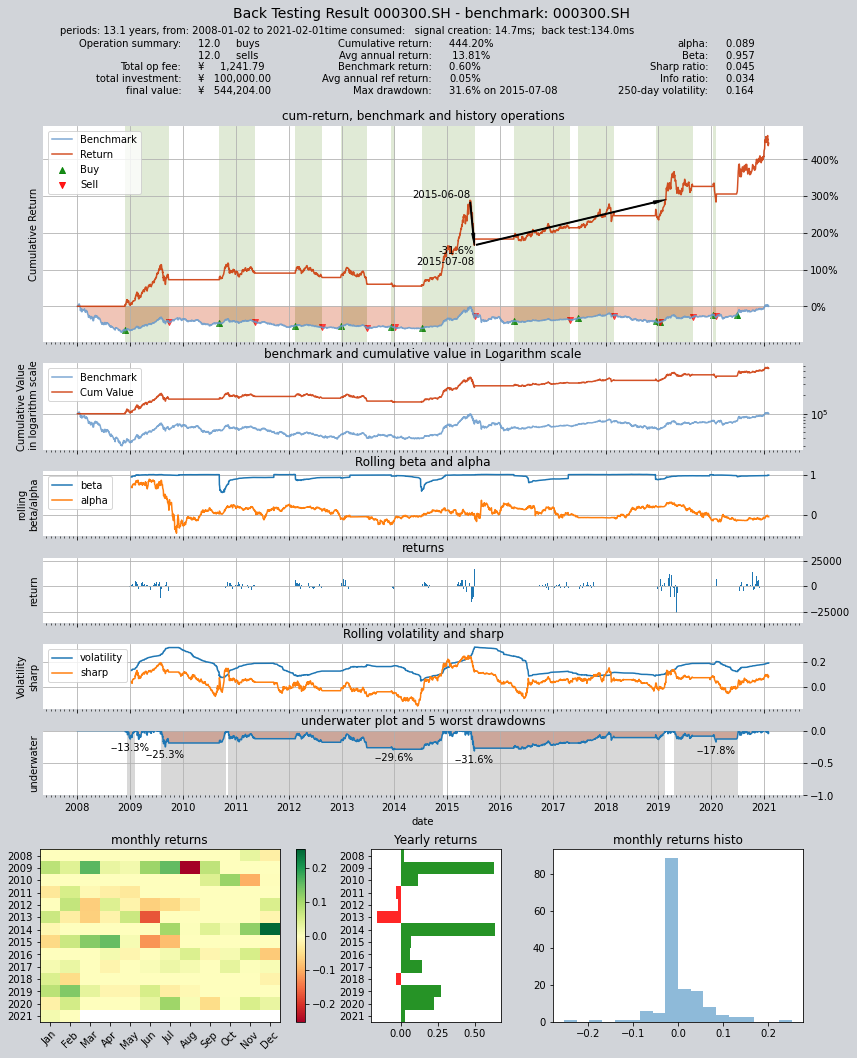 Back Testing Result 000300.SH - benchmark: 000300.SH
periods: 13.1 years, from: 2008-01-02 to 2021-02-01time consumed:   signal creation: 14.7ms;  back test:134.0ms
Operation summary: 12.0 buys Cumulative return: 444.20% alpha: 0.089
12.0 sells Avg annual return: 13.81% Beta: 0.957
Total op fee: ¥ 1,241.79 Benchmark return: 0.60% Sharp ratio: 0.045
total investment: ¥ 100,000.00 Avg annual ref return: 0.05% Info ratio: 0.034
final value: ¥ 544,204.00 Max drawdown: 31.6% on 2015-07-08 250-day volatility: 0.164
cum-return, benchmark and history operations
Benchmark
Return
Buy
Sell
Cumulative Return
2015-06-08
-31.6%
2015-07-08
400%
300%
200%
100%
0%
benchmark and cumulative value in Logarithm scale
Benchmark
Cum Value
Cumulative Value
in logarithm scale
10⁵
Rolling beta and alpha
beta
alpha
rolling
beta/alpha
1
0
returns
return
25000
0
−25000
Rolling volatility and sharp
volatility
sharp
Volatility
sharp
0.2
0.0
underwater plot and 5 worst drawdowns
underwater
−13.3%
−25.3%
−29.6%
−31.6%
−17.8%
0.0
−0.5
−1.0
2008 2009 2010 2011 2012 2013 2014 2015 2016 2017 2018 2019 2020 2021
date
monthly returns
2008
2009
2010
2011
2012
2013
2014
2015
2016
2017
2018
2019
2020
2021
Jan Feb Mar Apr May Jun Jul Aug Sep Oct Nov Dec
0.2
0.1
0.0
−0.1
−0.2
Yearly returns
2008
2009
2010
2011
2012
2013
2014
2015
2016
2017
2018
2019
2020
2021
0.00 0.25 0.50
monthly returns histo
80
60
40
20
0
−0.2 −0.1 0.0 0.1 0.2